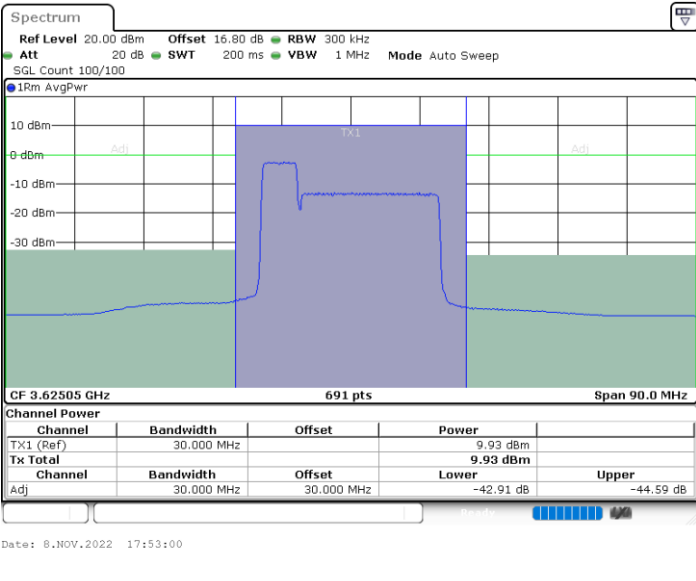 Spectrum
Ref Level 20.00 dBm Offset 16.80 dB RBW 300 kHz
Att 20 dB SWT 200 ms VBW 1 MHz Mode Auto Sweep
SGL Count 100/100
1Rm AvgPwr
10 dBm
TX1
Adj Adj
0 dBm
-10 dBm
-20 dBm
-30 dBm
CF 3.62505 GHz 691 pts Span 90.0 MHz
Channel Power
Channel Bandwidth Offset Power
TX1 (Ref) 30.000 MHz 9.93 dBm
Tx Total 9.93 dBm
Channel Bandwidth Offset Lower Upper
Adj 30.000 MHz 30.000 MHz -42.91 dB -44.59 dB
Ready
Date: 8.NOV.2022 17:53:00